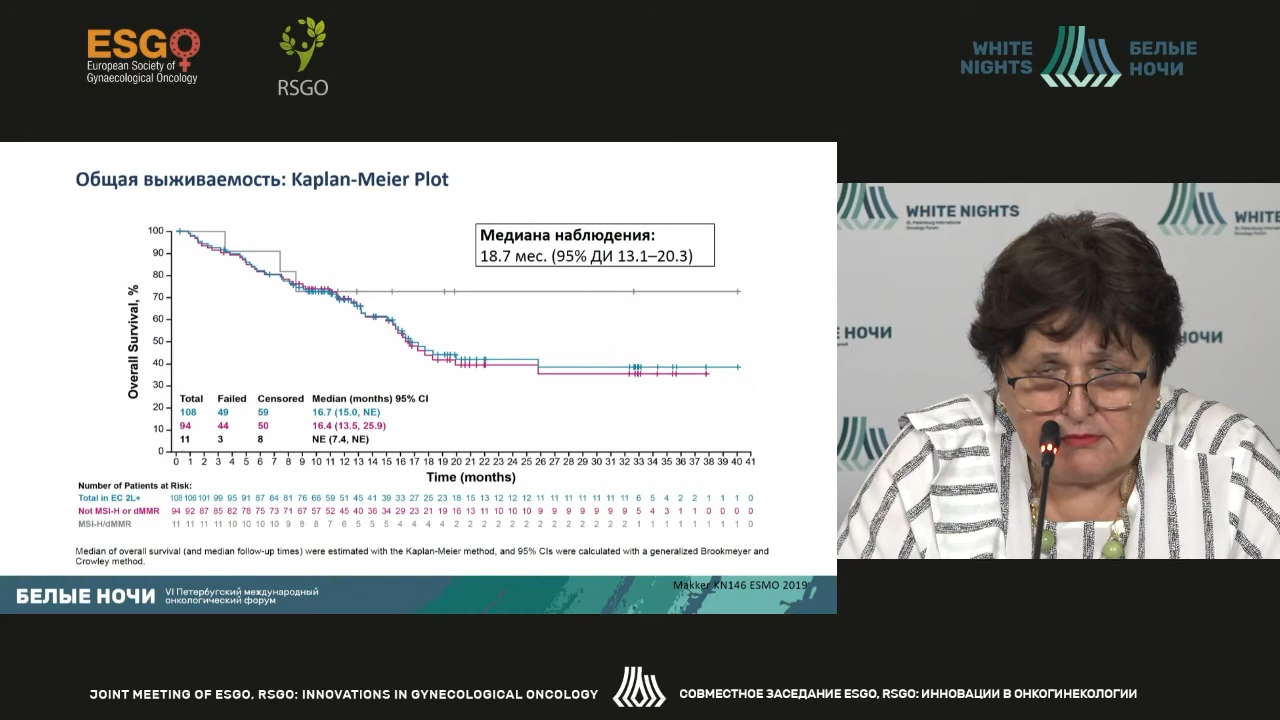 ESGO
European Society of
Gynaecological Oncology
RSGO
WHITE
NIGHTS
БЕЛЫЕ
НОЧИ
Общая выживаемость: Kaplan-Meier Plot
Медиана наблюдения:
18.7 мес. (95% ДИ 13.1–20.3)
Overall Survival, %
100
90
80
70
60
50
40
30
20
10
0
Total Failed Censored Median (months) 95% CI
108 49 59 16.7 (15.0, NE)
94 44 50 16.4 (13.5, 25.9)
11 3 8 NE (7.4, NE)
0 1 2 3 4 5 6 7 8 9 10 11 12 13 14 15 16 17 18 19 20 21 22 23 24 25 26 27 28 29 30 31 32 33 34 35 36 37 38 39 40 41
Time (months)
Number of Patients at Risk:
Total in EC 2L+ 108 106 101 99 95 91 87 84 81 76 66 59 51 45 41 39 33 27 25 23 18 15 13 12 12 12 11 11 11 11 11 11 11 6 5 4 2 2 1 1 1 0
Not MSI-H or dMMR 94 92 87 85 82 78 75 73 71 67 57 52 45 40 36 34 29 23 21 19 16 13 11 10 10 10 9 9 9 9 9 9 9 5 4 3 1 1 0 0 0 0
MSI-H/dMMR 11 11 11 11 10 10 10 10 9 8 8 7 6 5 5 5 4 4 4 4 2 2 2 2 2 2 2 2 2 2 2 2 2 1 1 1 1 1 1 1 1 0
Median of overall survival (and median follow-up times) were estimated with the Kaplan-Meier method, and 95% CIs were calculated with a generalized Brookmeyer and
Crowley method.
Makker KN146 ESMO 2019
БЕЛЫЕ НОЧИ
VI Петербургский международный
онкологический форум
WHITE NIGHTS
St. Petersburg International
Oncology Forum
WHITE
Е НОЧИ
НОЧИ
JOINT MEETING OF ESGO, RSGO: INNOVATIONS IN GYNECOLOGICAL ONCOLOGY
СОВМЕСТНОЕ ЗАСЕДАНИЕ ESGO, RSGO: ИННОВАЦИИ В ОНКОГИНЕКОЛОГИИ